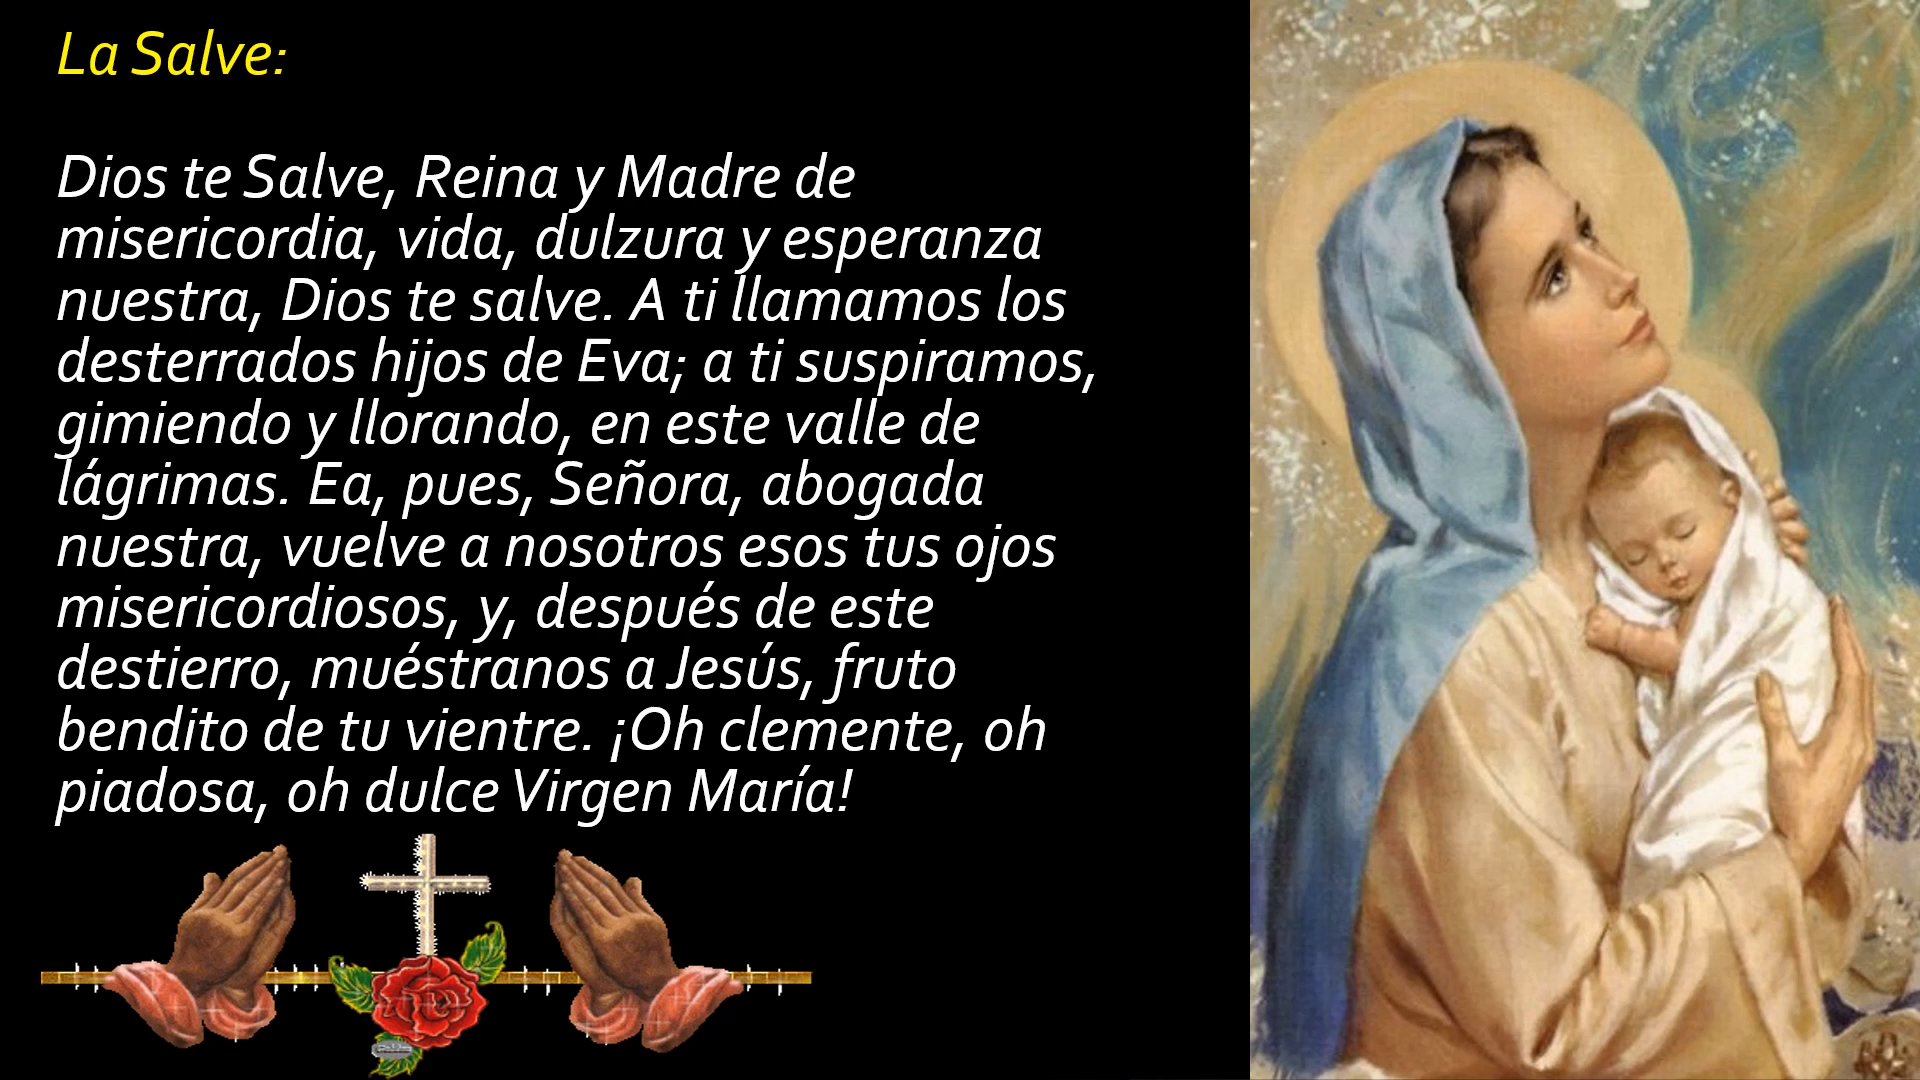 La Salve:
Dios te Salve, Reina y Madre de
misericordia, vida, dulzura y esperanza
nuestra, Dios te salve. A ti llamamos los
desterrados hijos de Eva; a ti suspiramos,
gimiendo y llorando, en este valle de
lágrimas. Ea, pues, Señora, abogada
nuestra, vuelve a nosotros esos tus ojos
misericordiosos, y, después de este
destierro, muéstranos a Jesús, fruto
bendito de tu vientre. ¡Oh clemente, oh
piadosa, oh dulce Virgen María!